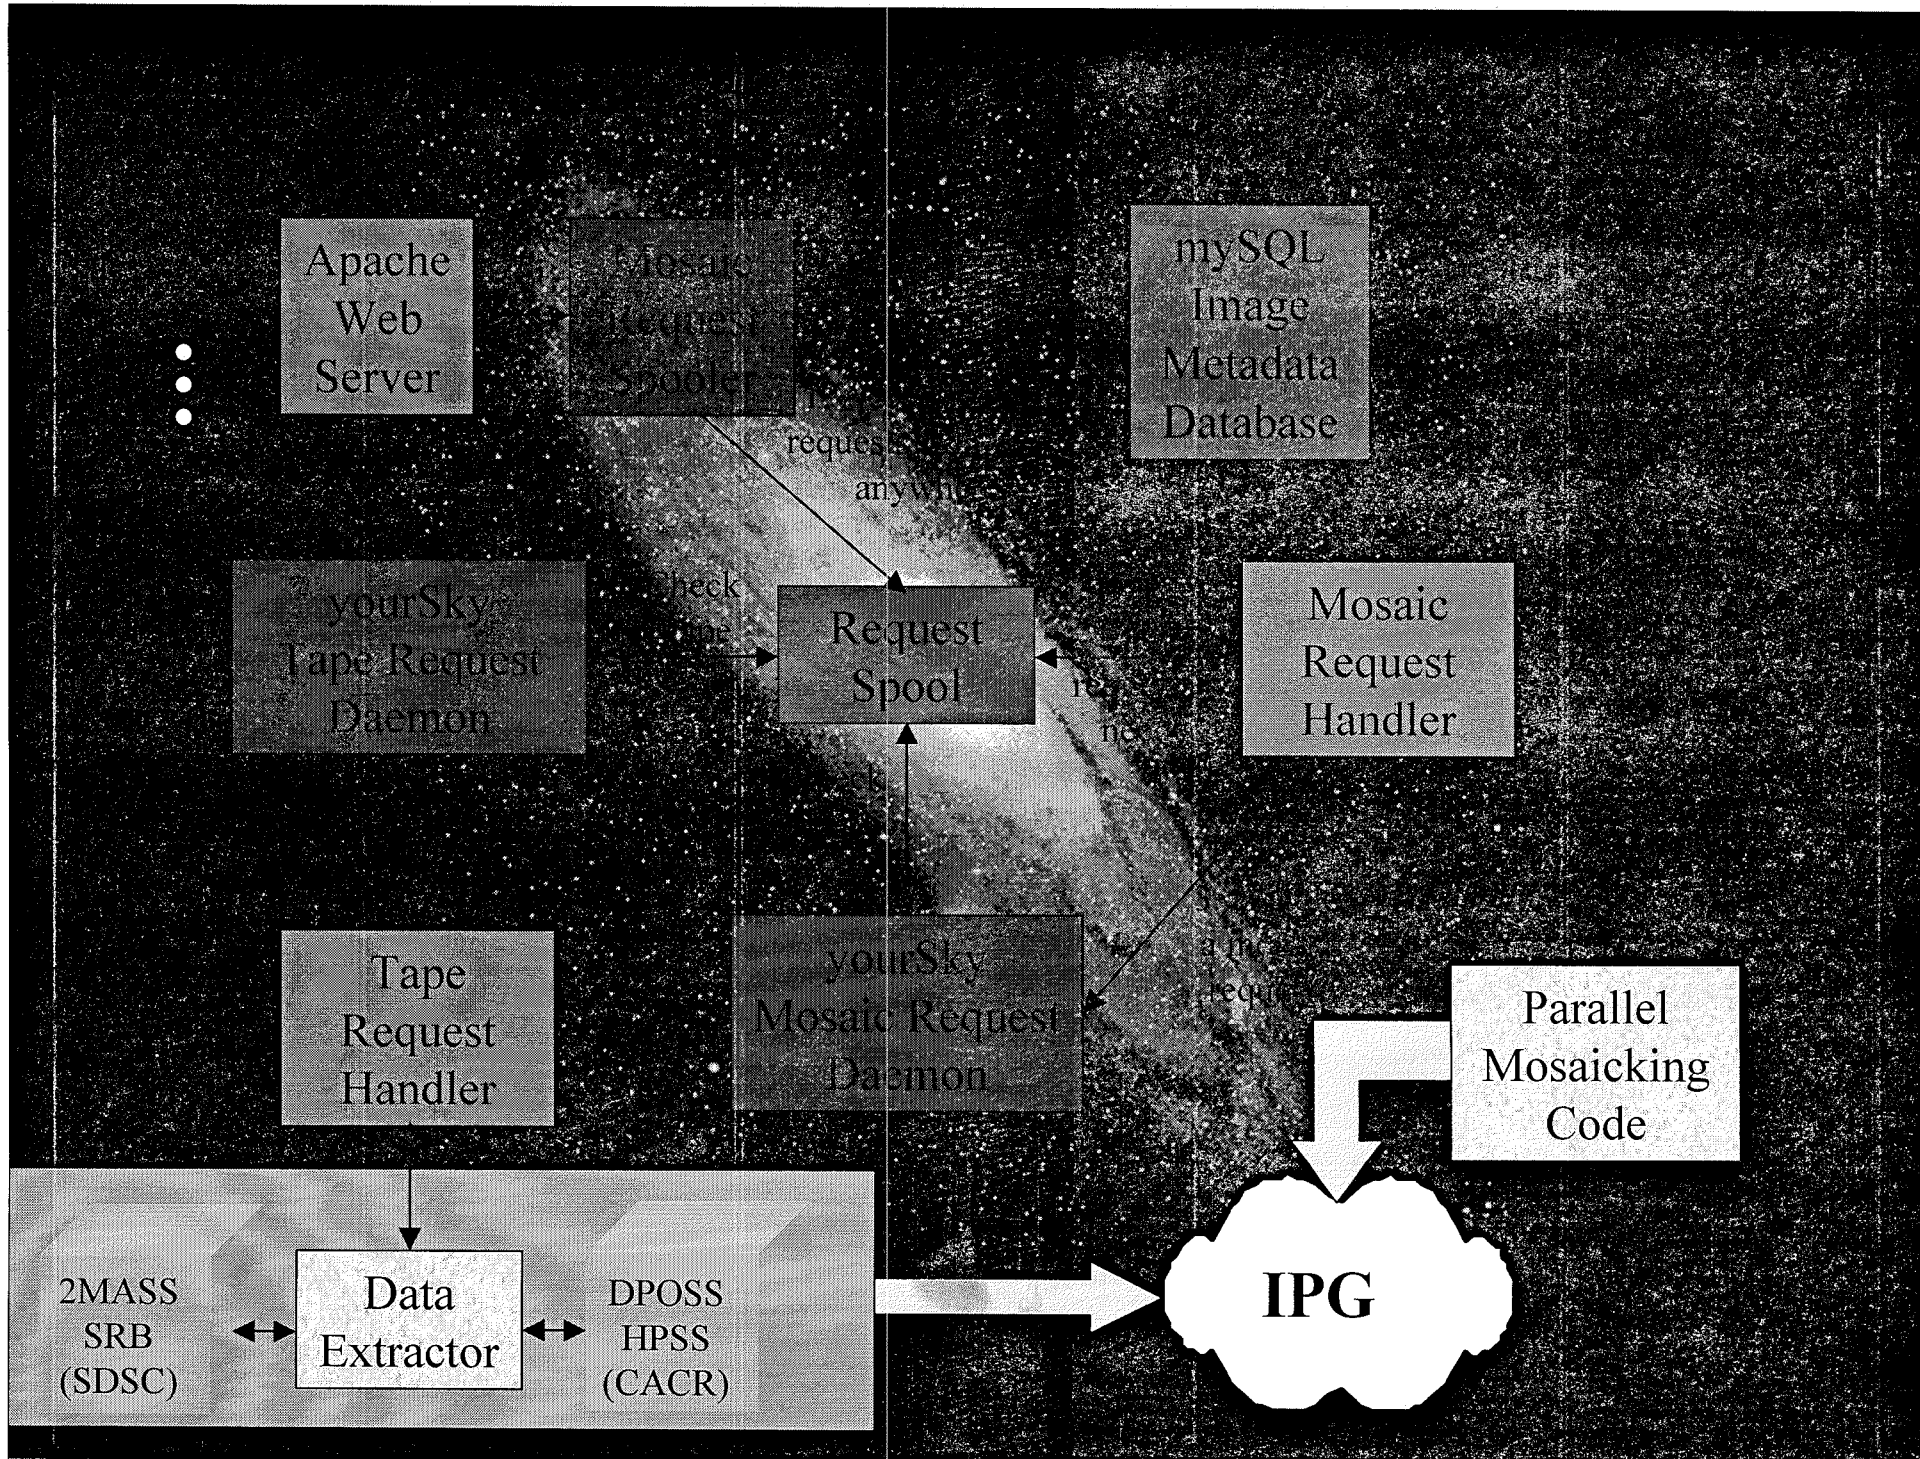 Apache
Web
Server
Mosaic
Request
Spooler
mySQL
Image
Metadata
Database
yourSky
Tape Request
Daemon
Request
Spool
Mosaic
Request
Handler
Tape
Request
Handler
yourSky
Mosaic Request
Daemon
Parallel
Mosaicking
Code
2MASS
SRB
(SDSC)
Data
Extractor
DPOSS
HPSS
(CACR)
IPG